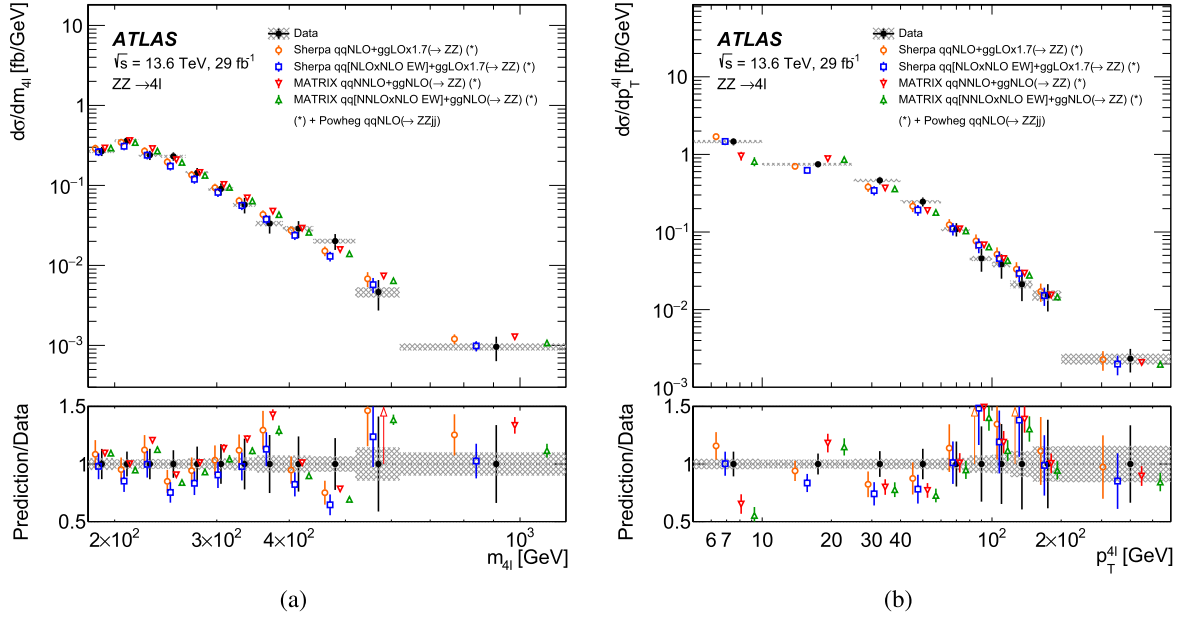 ATLAS
√s = 13.6 TeV, 29 fb⁻¹
ZZ →4l
Data
Sherpa qqNLO+ggLOx1.7(→ ZZ) (*)
Sherpa qq[NLOxNLO EW]+ggLOx1.7(→ ZZ) (*)
MATRIX qqNNLO+ggNLO(→ ZZ) (*)
MATRIX qq[NNLOxNLO EW]+ggNLO(→ ZZ) (*)
(*) + Powheg qqNLO(→ ZZjj)
dσ/dm₄ₗ [fb/GeV]
10
1
10⁻¹
10⁻²
10⁻³
Prediction/Data
1.5
1
0.5
2×10² 3×10² 4×10² 10³
m₄ₗ [GeV]
(a)
ATLAS
√s = 13.6 TeV, 29 fb⁻¹
ZZ →4l
Data
Sherpa qqNLO+ggLOx1.7(→ ZZ) (*)
Sherpa qq[NLOxNLO EW]+ggLOx1.7(→ ZZ) (*)
MATRIX qqNNLO+ggNLO(→ ZZ) (*)
MATRIX qq[NNLOxNLO EW]+ggNLO(→ ZZ) (*)
(*) + Powheg qqNLO(→ ZZjj)
dσ/dp_T^4l [fb/GeV]
10
1
10⁻¹
10⁻²
10⁻³
Prediction/Data
1.5
1
0.5
6 7 10 20 30 40 10² 2×10²
p_T^4l [GeV]
(b)